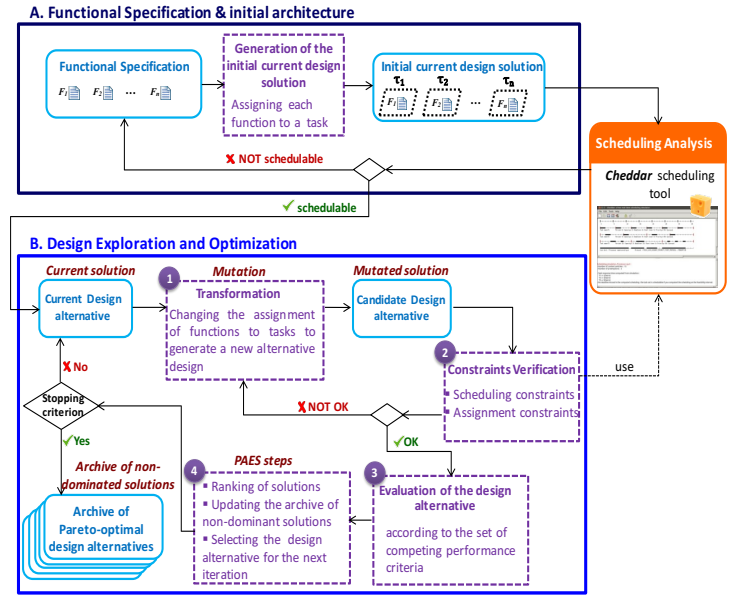 A. Functional Specification & initial architecture
Functional Specification
F1 F2 ... Fn
Generation of the
initial current design
solution
Assigning each
function to a task
Initial current design solution
τ1 τ2 τn
F1 F2 ... Fn
Scheduling Analysis
Cheddar scheduling
tool
✘ NOT schedulable
✓ schedulable
B. Design Exploration and Optimization
Current solution
Current Design
alternative
Mutation
1
Transformation
Changing the assignment
of functions to tasks to
generate a new alternative
design
Mutated solution
Candidate Design
alternative
2
Constraints Verification
▪ Scheduling constraints
▪ Assignment constraints
use
✘ No
Stopping
criterion
✓ Yes
✘ NOT OK
✓ OK
3
Evaluation of the design
alternative
according to the set of
competing performance
criteria
PAES steps
4
▪ Ranking of solutions
▪ Updating the archive of
non-dominant solutions
▪ Selecting the design
alternative for the next
iteration
Archive of non-
dominated solutions
Archive of
Pareto-optimal
design alternatives